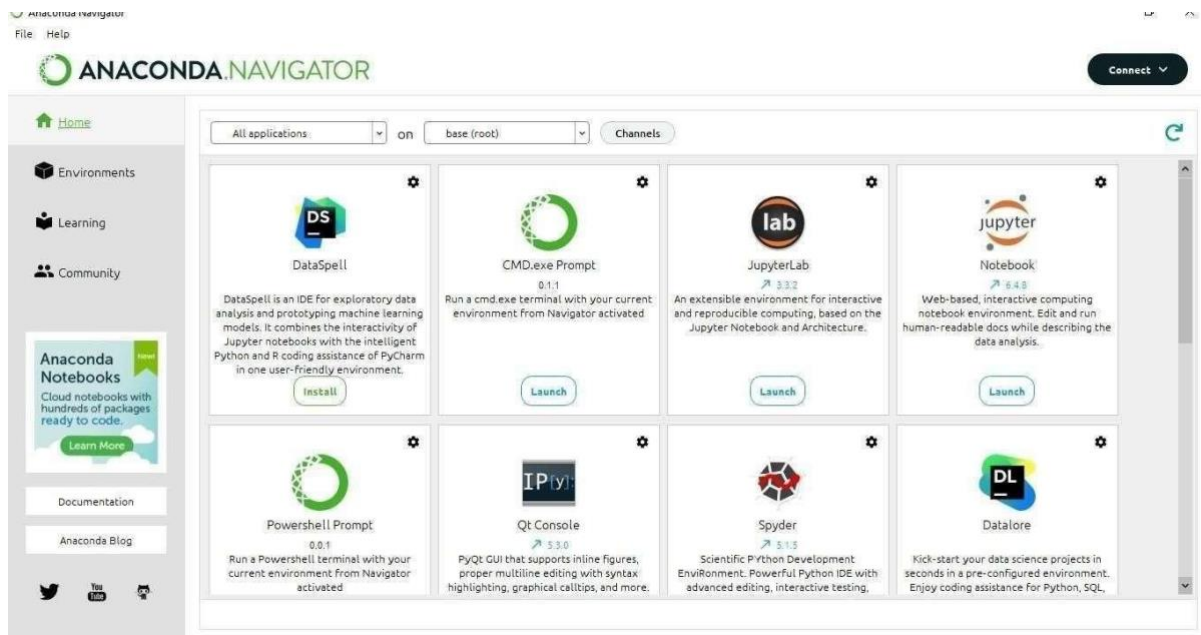 Anaconda Navigator
File Help
ANACONDA.NAVIGATOR
Connect
Home
Environments
Learning
Community
Anaconda
Notebooks
New!
Cloud notebooks with
hundreds of packages
ready to code.
Learn More
Documentation
Anaconda Blog
You
Tube
All applications on base (root) Channels
DS
DataSpell
DataSpell is an IDE for exploratory data
analysis and prototyping machine learning
models. It combines the interactivity of
Jupyter notebooks with the intelligent
Python and R coding assistance of PyCharm
in one user-friendly environment.
Install
CMD.exe Prompt
0.1.1
Run a cmd.exe terminal with your current
environment from Navigator activated
Launch
lab
JupyterLab
3.3.2
An extensible environment for interactive
and reproducible computing, based on the
Jupyter Notebook and Architecture.
Launch
jupyter
Notebook
6.4.8
Web-based, interactive computing
notebook environment. Edit and run
human-readable docs while describing the
data analysis.
Launch
Powershell Prompt
0.0.1
Run a Powershell terminal with your
current environment from Navigator
activated
IP[y]:
Qt Console
5.3.0
PyQt GUI that supports inline figures,
proper multiline editing with syntax
highlighting, graphical calltips, and more.
Spyder
5.1.5
Scientific PYthon Development
EnviRonment. Powerful Python IDE with
advanced editing, interactive testing,
DL
Datalore
Kick-start your data science projects in
seconds in a pre-configured environment.
Enjoy coding assistance for Python, SQL,